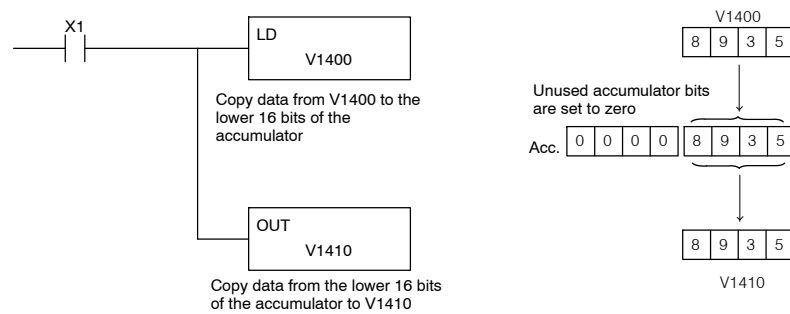 X1
LD
V1400
Copy data from V1400 to the
lower 16 bits of the
accumulator
OUT
V1410
Copy data from the lower 16 bits
of the accumulator to V1410
V1400
8 9 3 5
Unused accumulator bits
are set to zero
Acc. 0 0 0 0 8 9 3 5
8 9 3 5
V1410